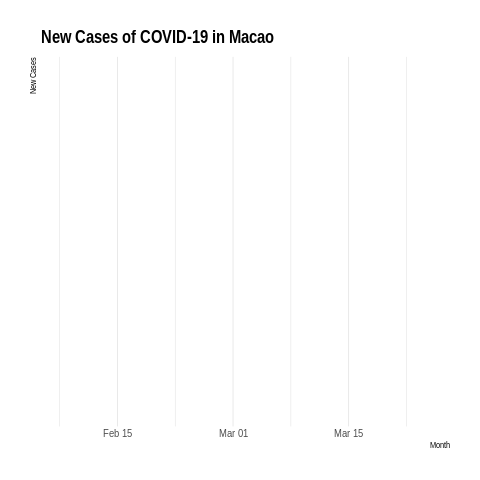 New Cases of COVID-19 in Macao
New Cases
Feb 15
Mar 01
Mar 15
Month